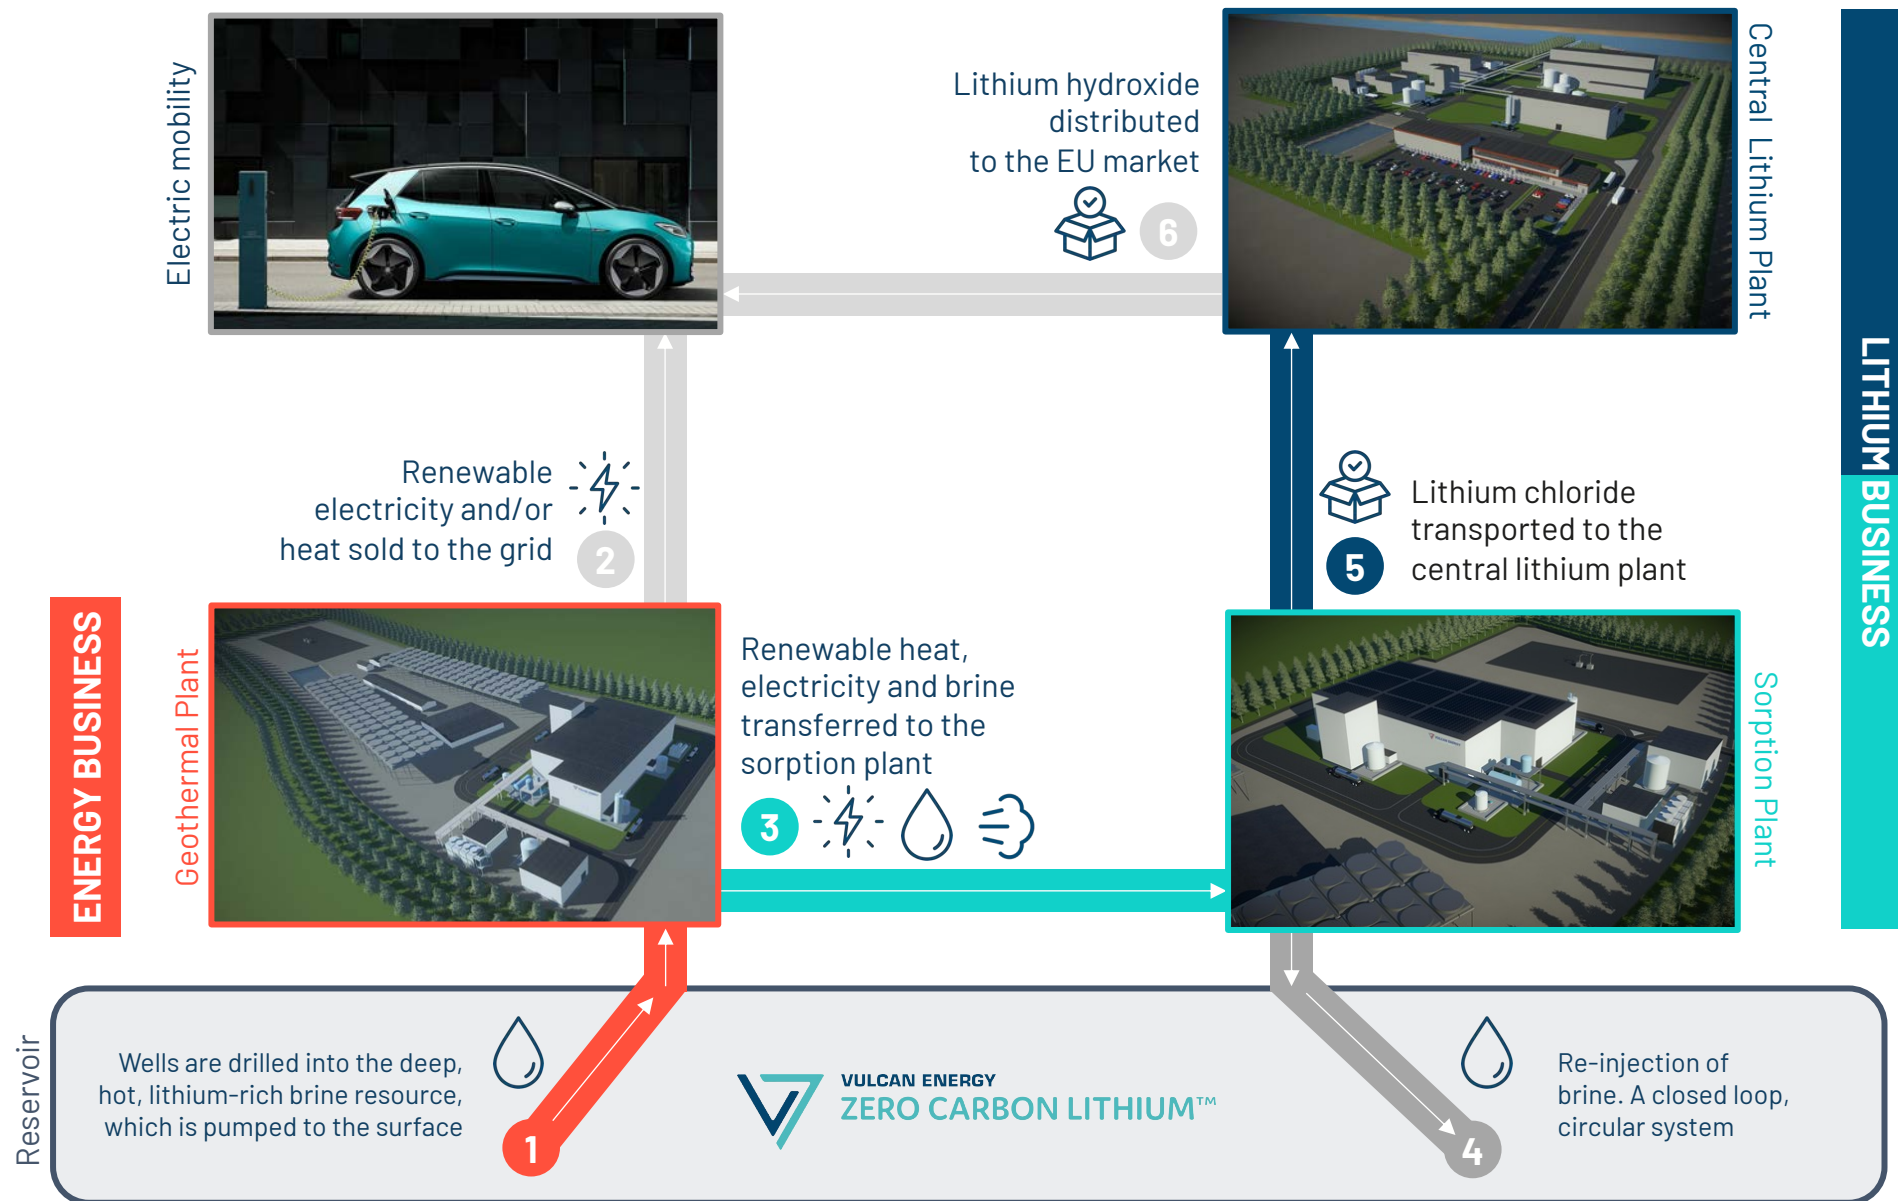 Electric mobility
Lithium hydroxide
distributed
to the EU market
6
Central Lithium Plant
LITHIUM BUSINESS
Renewable
electricity and/or
heat sold to the grid
2
Lithium chloride
transported to the
central lithium plant
5
ENERGY BUSINESS
Geothermal Plant
Renewable heat,
electricity and brine
transferred to the
sorption plant
3
VULCAN ENERGY
Sorption Plant
Reservoir
Wells are drilled into the deep,
hot, lithium-rich brine resource,
which is pumped to the surface
1
VULCAN ENERGY
ZERO CARBON LITHIUM™
Re-injection of
brine. A closed loop,
circular system
4